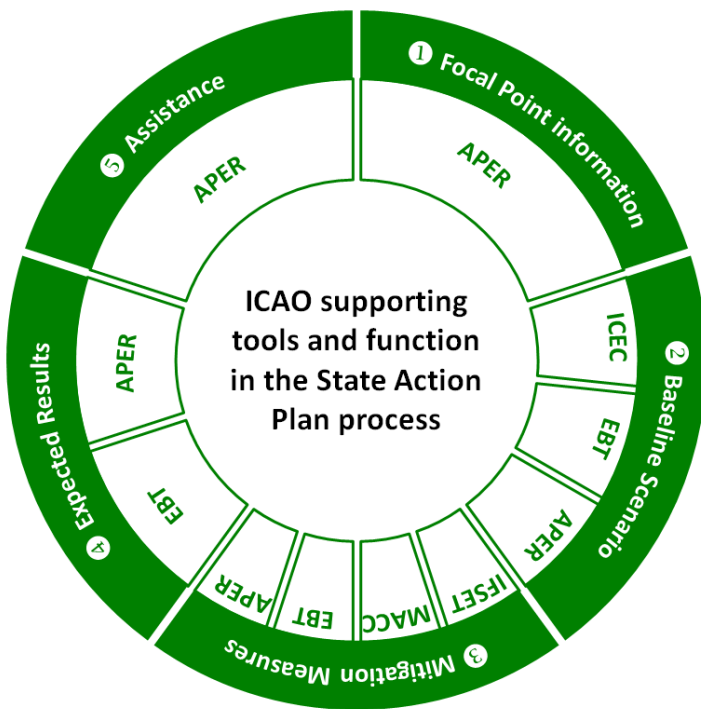 ❶ Focal Point information
APER
❷ Baseline Scenario
ICEC
EBT
APER
❸ Mitigation Measures
IFSET
MACC
EBT
APER
❹ Expected Results
EBT
APER
❺ Assistance
APER
ICAO supporting
tools and function
in the State Action
Plan process